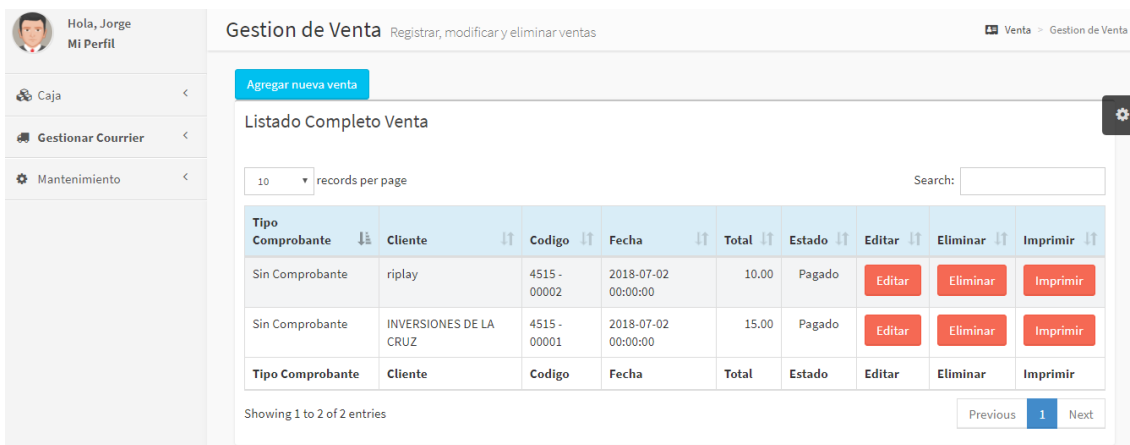 Hola, Jorge
Mi Perfil
Caja
Gestionar Courrier
Mantenimiento
Gestion de Venta Registrar, modificar y eliminar ventas
Venta > Gestion de Venta
Agregar nueva venta
Listado Completo Venta
10 records per page
Search:
Tipo Comprobante Cliente Codigo Fecha Total Estado Editar Eliminar Imprimir
Sin Comprobante riplay 4515 - 00002 2018-07-02 00:00:00 10.00 Pagado Editar Eliminar Imprimir
Sin Comprobante INVERSIONES DE LA CRUZ 4515 - 00001 2018-07-02 00:00:00 15.00 Pagado Editar Eliminar Imprimir
Tipo Comprobante Cliente Codigo Fecha Total Estado Editar Eliminar Imprimir
Showing 1 to 2 of 2 entries
Previous 1 Next